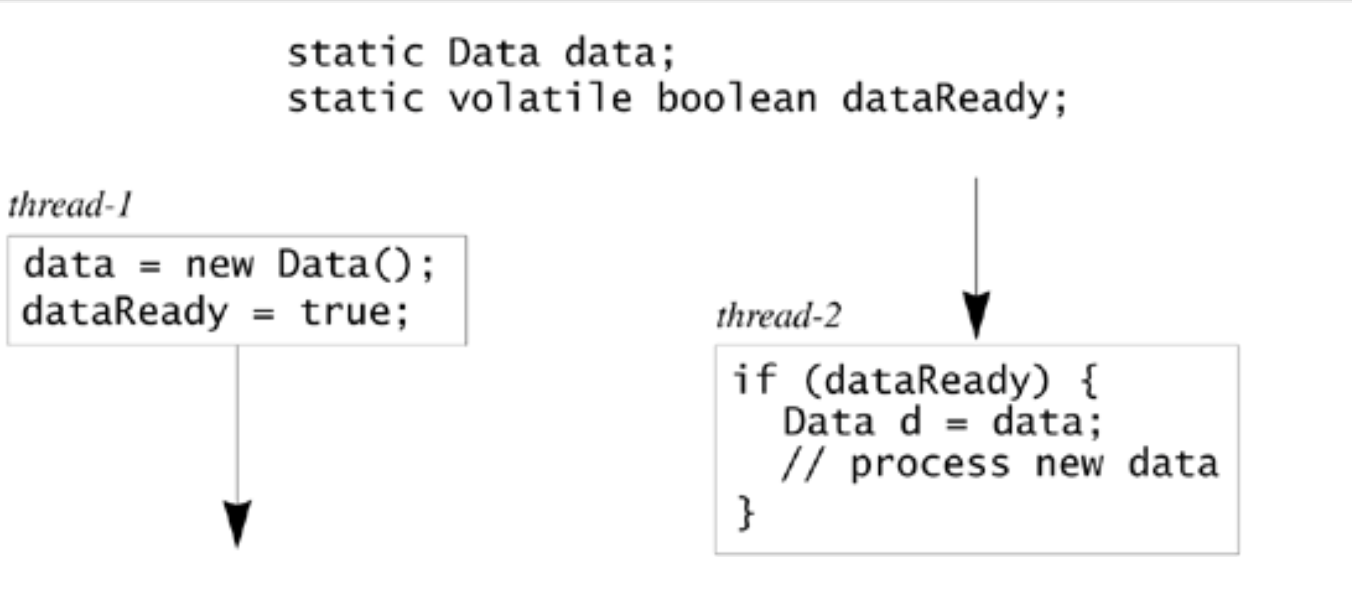 static Data data;
static volatile boolean dataReady;
thread-1
data = new Data();
dataReady = true;
thread-2
if (dataReady) {
  Data d = data;
  // process new data
}